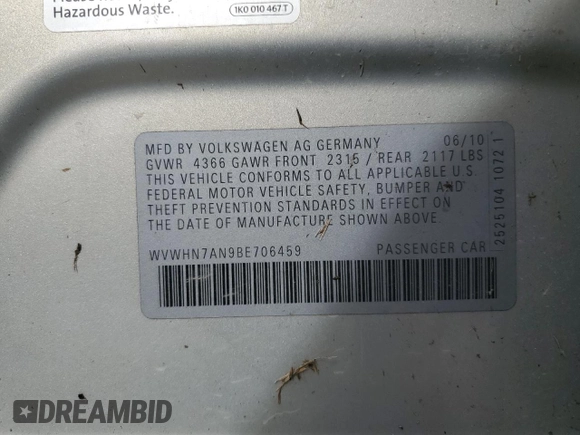 Hazardous Waste.
1K0 010 467 T
MFD BY VOLKSWAGEN AG GERMANY 06/10
GVWR 4366 GAWR FRONT 2315 / REAR 2117 LBS
THIS VEHICLE CONFORMS TO ALL APPLICABLE U.S.
FEDERAL MOTOR VEHICLE SAFETY, BUMPER AND
THEFT PREVENTION STANDARDS IN EFFECT ON
THE DATE OF MANUFACTURE SHOWN ABOVE.
WVWHN7AN9BE706459 PASSENGER CAR
2525104 1072 1
DREAMBID